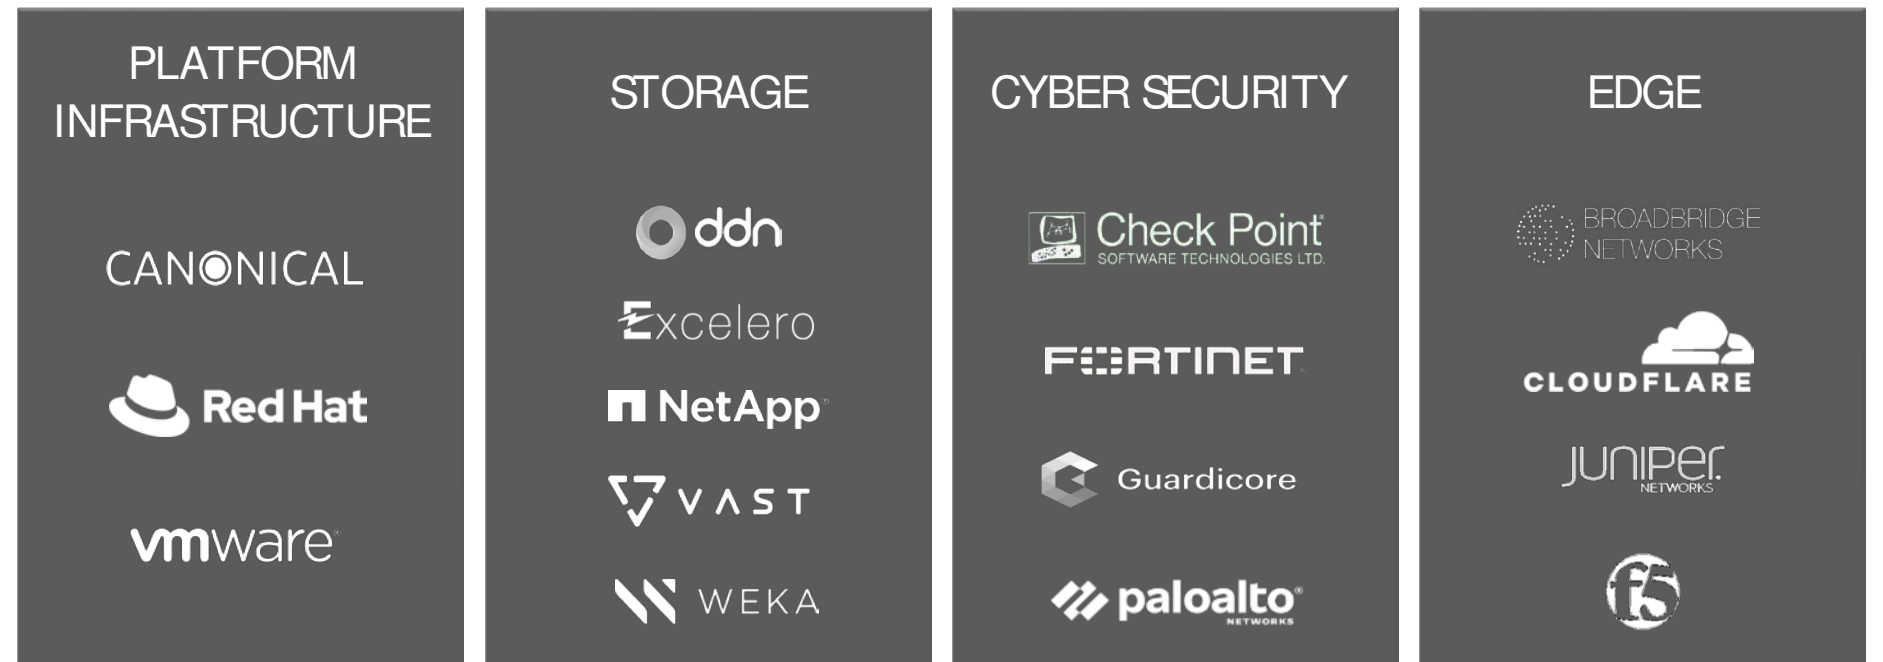 PLATFORM
INFRASTRUCTURE
CANONICAL
Red Hat
vmware
STORAGE
ddn
Excelero
NetApp
VAST
WEKA
CYBER SECURITY
Check Point
SOFTWARE TECHNOLOGIES LTD.
FORTINET
Guardicore
paloalto
NETWORKS
EDGE
BROADBRIDGE
NETWORKS
CLOUDFLARE
JUNIPER
NETWORKS
f5